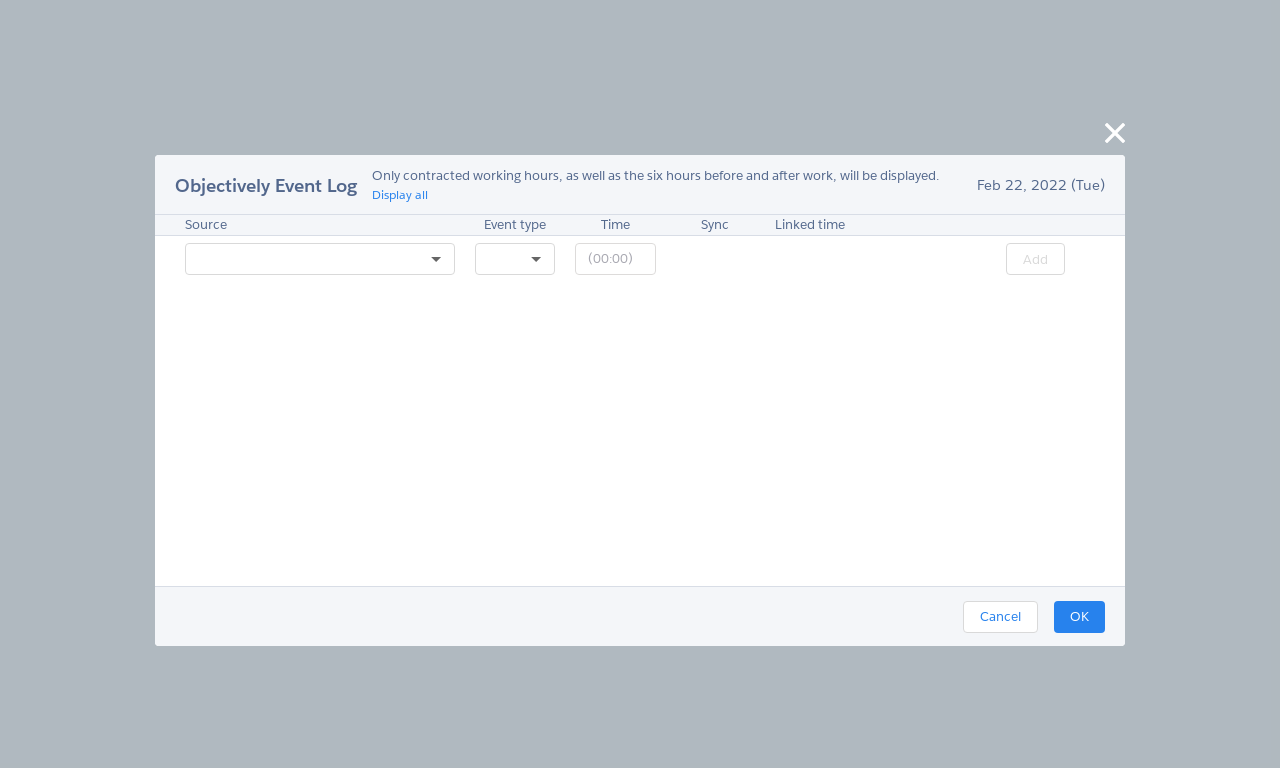 Objectively Event Log
Only contracted working hours, as well as the six hours before and after work, will be displayed.
Display all
Feb 22, 2022 (Tue)
Source Event type Time Sync Linked time
(00:00) Add
Cancel OK